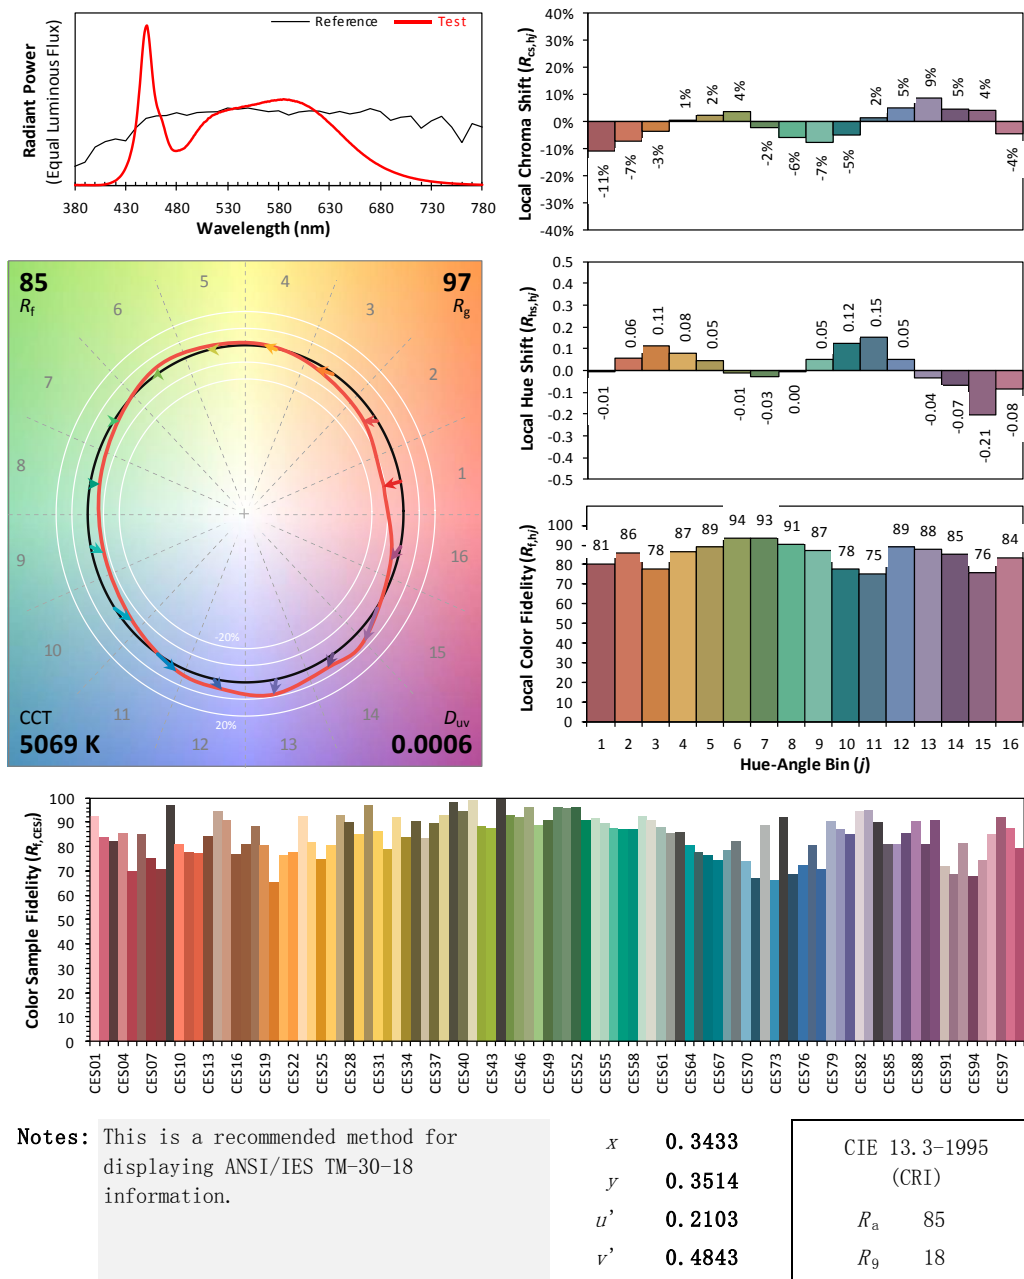 Reference
Test
Radiant Power
(Equal Luminous Flux)
380 430 480 530 580 630 680 730 780
Wavelength (nm)
Local Chroma Shift (Rcs,hj)
40%
30%
20%
10%
0%
-10%
-20%
-30%
-40%
-11% -7% -3% 1% 2% 4% -2% -6% -7% -5% 2% 5% 9% 5% 4% -4%
85
Rf
97
Rg
5 4
6 3
7 2
8 1
9 16
10 15
11 14
12 13
-20%
20%
CCT
5069 K
Duv
0.0006
Local Hue Shift (Rhs,hj)
0.5
0.4
0.3
0.2
0.1
0.0
-0.1
-0.2
-0.3
-0.4
-0.5
-0.01 0.06 0.11 0.08 0.05 -0.01 -0.03 0.00 0.05 0.12 0.15 0.05 -0.04 -0.07 -0.21 -0.08
Local Color Fidelity (Rf,hj)
100
90
80
70
60
50
40
30
20
10
0
81 86 78 87 89 94 93 91 87 78 75 89 88 85 76 84
1 2 3 4 5 6 7 8 9 10 11 12 13 14 15 16
Hue-Angle Bin (j)
Color Sample Fidelity (Rf,CESi)
100
90
80
70
60
50
40
30
20
10
0
CES01 CES04 CES07 CES10 CES13 CES16 CES19 CES22 CES25 CES28 CES31 CES34 CES37 CES40 CES43 CES46 CES49 CES52 CES55 CES58 CES61 CES64 CES67 CES70 CES73 CES76 CES79 CES82 CES85 CES88 CES91 CES94 CES97
Notes: This is a recommended method for
displaying ANSI/IES TM-30-18
information.
x 0.3433
y 0.3514
u' 0.2103
v' 0.4843
CIE 13.3-1995
(CRI)
Ra 85
R9 18